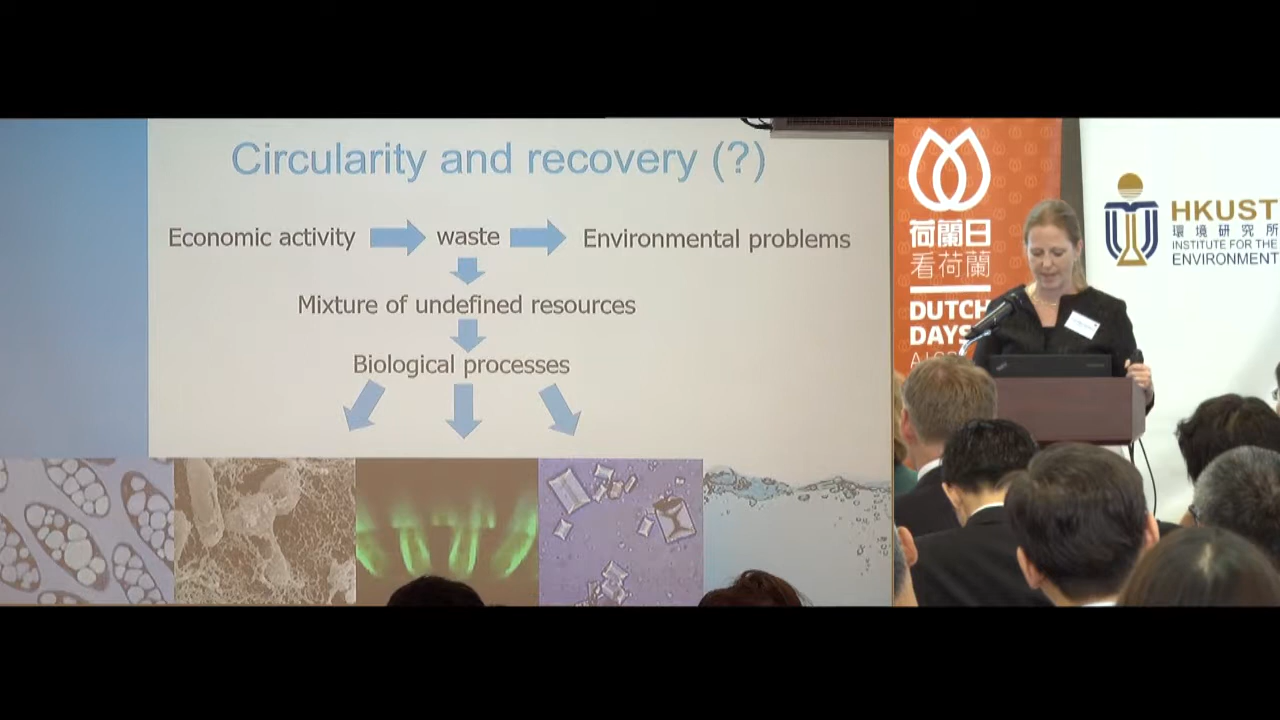 Circularity and recovery (?)
Economic activity waste Environmental problems
Mixture of undefined resources
Biological processes
荷蘭日
看荷蘭
DUTCH
DAYS
HKUST
環境研究所
INSTITUTE FOR THE
ENVIRONMENT